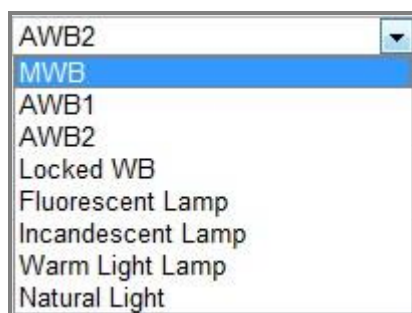 AWB2
MWB
AWB1
AWB2
Locked WB
Fluorescent Lamp
Incandescent Lamp
Warm Light Lamp
Natural Light